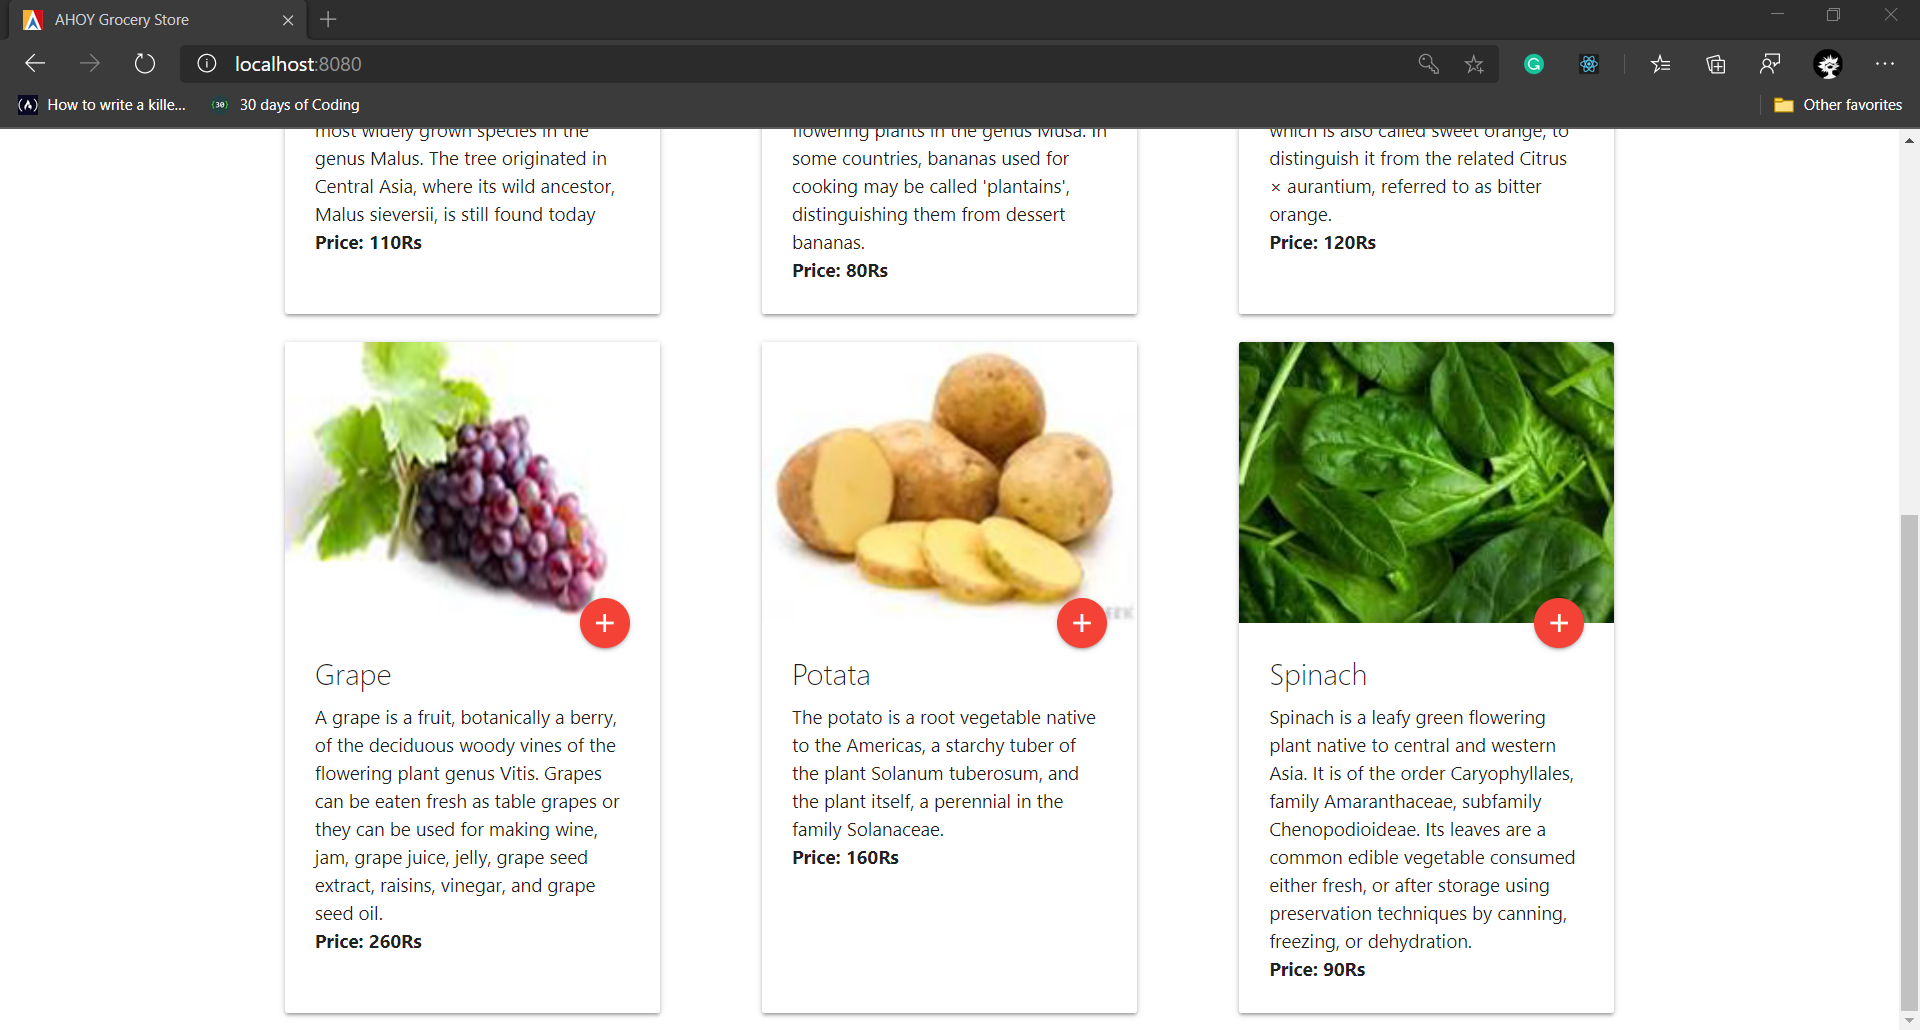 AHOY Grocery Store
localhost:8080
How to write a kille...
30 days of Coding
Other favorites
most widely grown species in the
genus Malus. The tree originated in
Central Asia, where its wild ancestor,
Malus sieversii, is still found today
Price: 110Rs
flowering plants in the genus Musa. In
some countries, bananas used for
cooking may be called 'plantains',
distinguishing them from dessert
bananas.
Price: 80Rs
which is also called sweet orange, to
distinguish it from the related Citrus
× aurantium, referred to as bitter
orange.
Price: 120Rs
Grape
A grape is a fruit, botanically a berry,
of the deciduous woody vines of the
flowering plant genus Vitis. Grapes
can be eaten fresh as table grapes or
they can be used for making wine,
jam, grape juice, jelly, grape seed
extract, raisins, vinegar, and grape
seed oil.
Price: 260Rs
Potata
The potato is a root vegetable native
to the Americas, a starchy tuber of
the plant Solanum tuberosum, and
the plant itself, a perennial in the
family Solanaceae.
Price: 160Rs
Spinach
Spinach is a leafy green flowering
plant native to central and western
Asia. It is of the order Caryophyllales,
family Amaranthaceae, subfamily
Chenopodioideae. Its leaves are a
common edible vegetable consumed
either fresh, or after storage using
preservation techniques by canning,
freezing, or dehydration.
Price: 90Rs